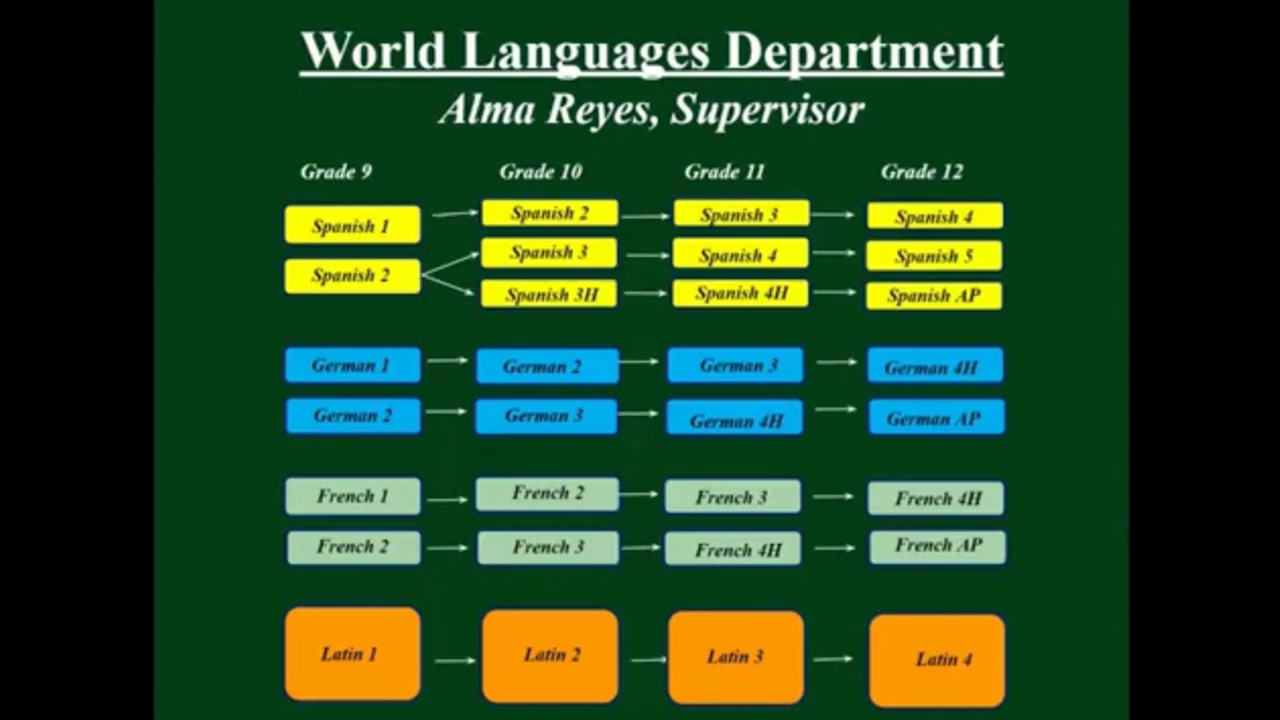 World Languages Department
Alma Reyes, Supervisor
Grade 9 Grade 10 Grade 11 Grade 12
Spanish 1 Spanish 2 Spanish 3 Spanish 4
Spanish 2 Spanish 3 Spanish 4 Spanish 5
Spanish 3H Spanish 4H Spanish AP
German 1 German 2 German 3 German 4H
German 2 German 3 German 4H German AP
French 1 French 2 French 3 French 4H
French 2 French 3 French 4H French AP
Latin 1 Latin 2 Latin 3 Latin 4